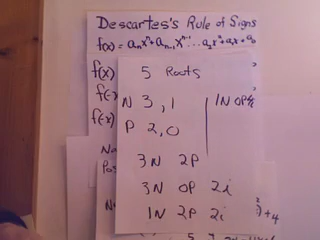 Descartes's Rule of Signs
f(x) = aₙxⁿ + aₙ₋₁xⁿ⁻¹ ... a₂x² + a₁x + a₀
f(x)
f(-x)
f(-x)
5 Roots
N 3, 1
P 2, 0
1N 0P
3N 2P
3N 0P 2i
1N 2P 2i
+ 4